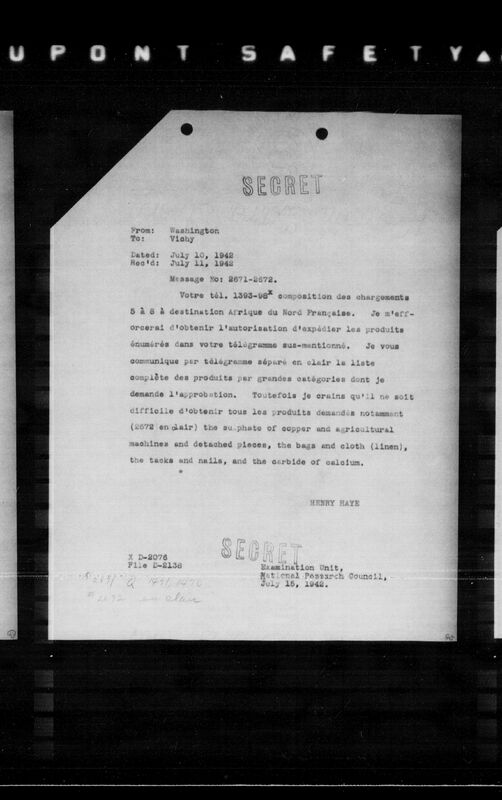 UPONT SAFETY▲
SECRET
From: Washington
To: Vichy
Dated: July 10, 1942
Rec'd: July 11, 1942
Message No: 2671-2672.
Votre tél. 1393-98x composition des chargements
5 à 8 à destination Afrique du Nord Française. Je m'eff-
orcerai d'obtenir l'autorisation d'expédier les produits
énumérés dans votre télégramme sus-mentionné. Je vous
communique par télégramme séparé en clair la liste
complète des produits par grandes catégories dont je
demande l'approbation. Toutefois je crains qu'il ne soit
difficile d'obtenir tous les produits demandés notamment
(2672 en clair) the sulphate of copper and agricultural
machines and detached pieces, the bags and cloth (linen),
the tacks and nails, and the carbide of calcium.
HENRY HAYE
SECRET
X D-2076
File D-2136
Examination Unit,
National Research Council,
July 15, 1942.
en clair